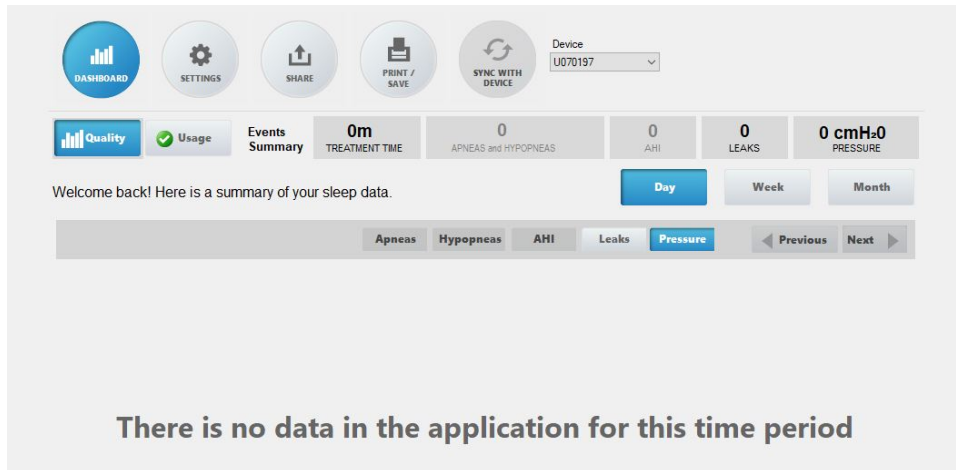 DASHBOARD
SETTINGS
SHARE
PRINT /
SAVE
SYNC WITH
DEVICE
Device
U070197
Quality
Usage
Events
Summary
0m
TREATMENT TIME
0
APNEAS and HYPOPNEAS
0
AHI
0
LEAKS
0 cmH₂0
PRESSURE
Welcome back! Here is a summary of your sleep data.
Day
Week
Month
Apneas
Hypopneas
AHI
Leaks
Pressure
Previous
Next
There is no data in the application for this time period